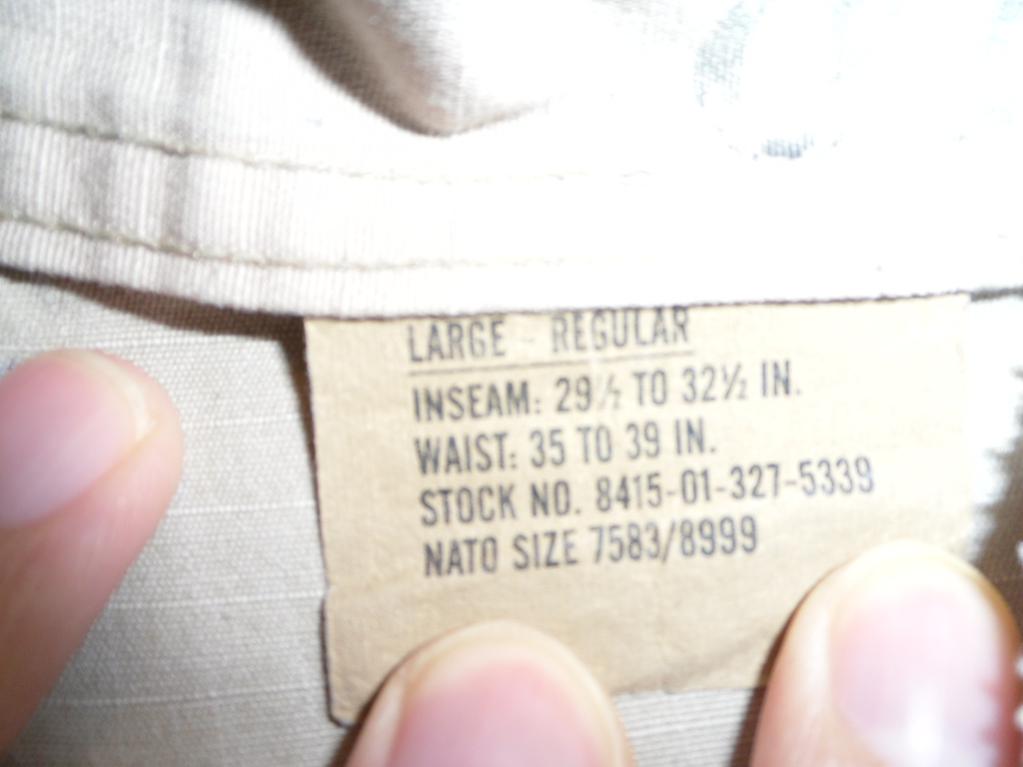 LARGE - REGULAR
INSEAM: 29½ TO 32½ IN.
WAIST: 35 TO 39 IN.
STOCK NO. 8415-01-327-5339
NATO SIZE 7583/8999